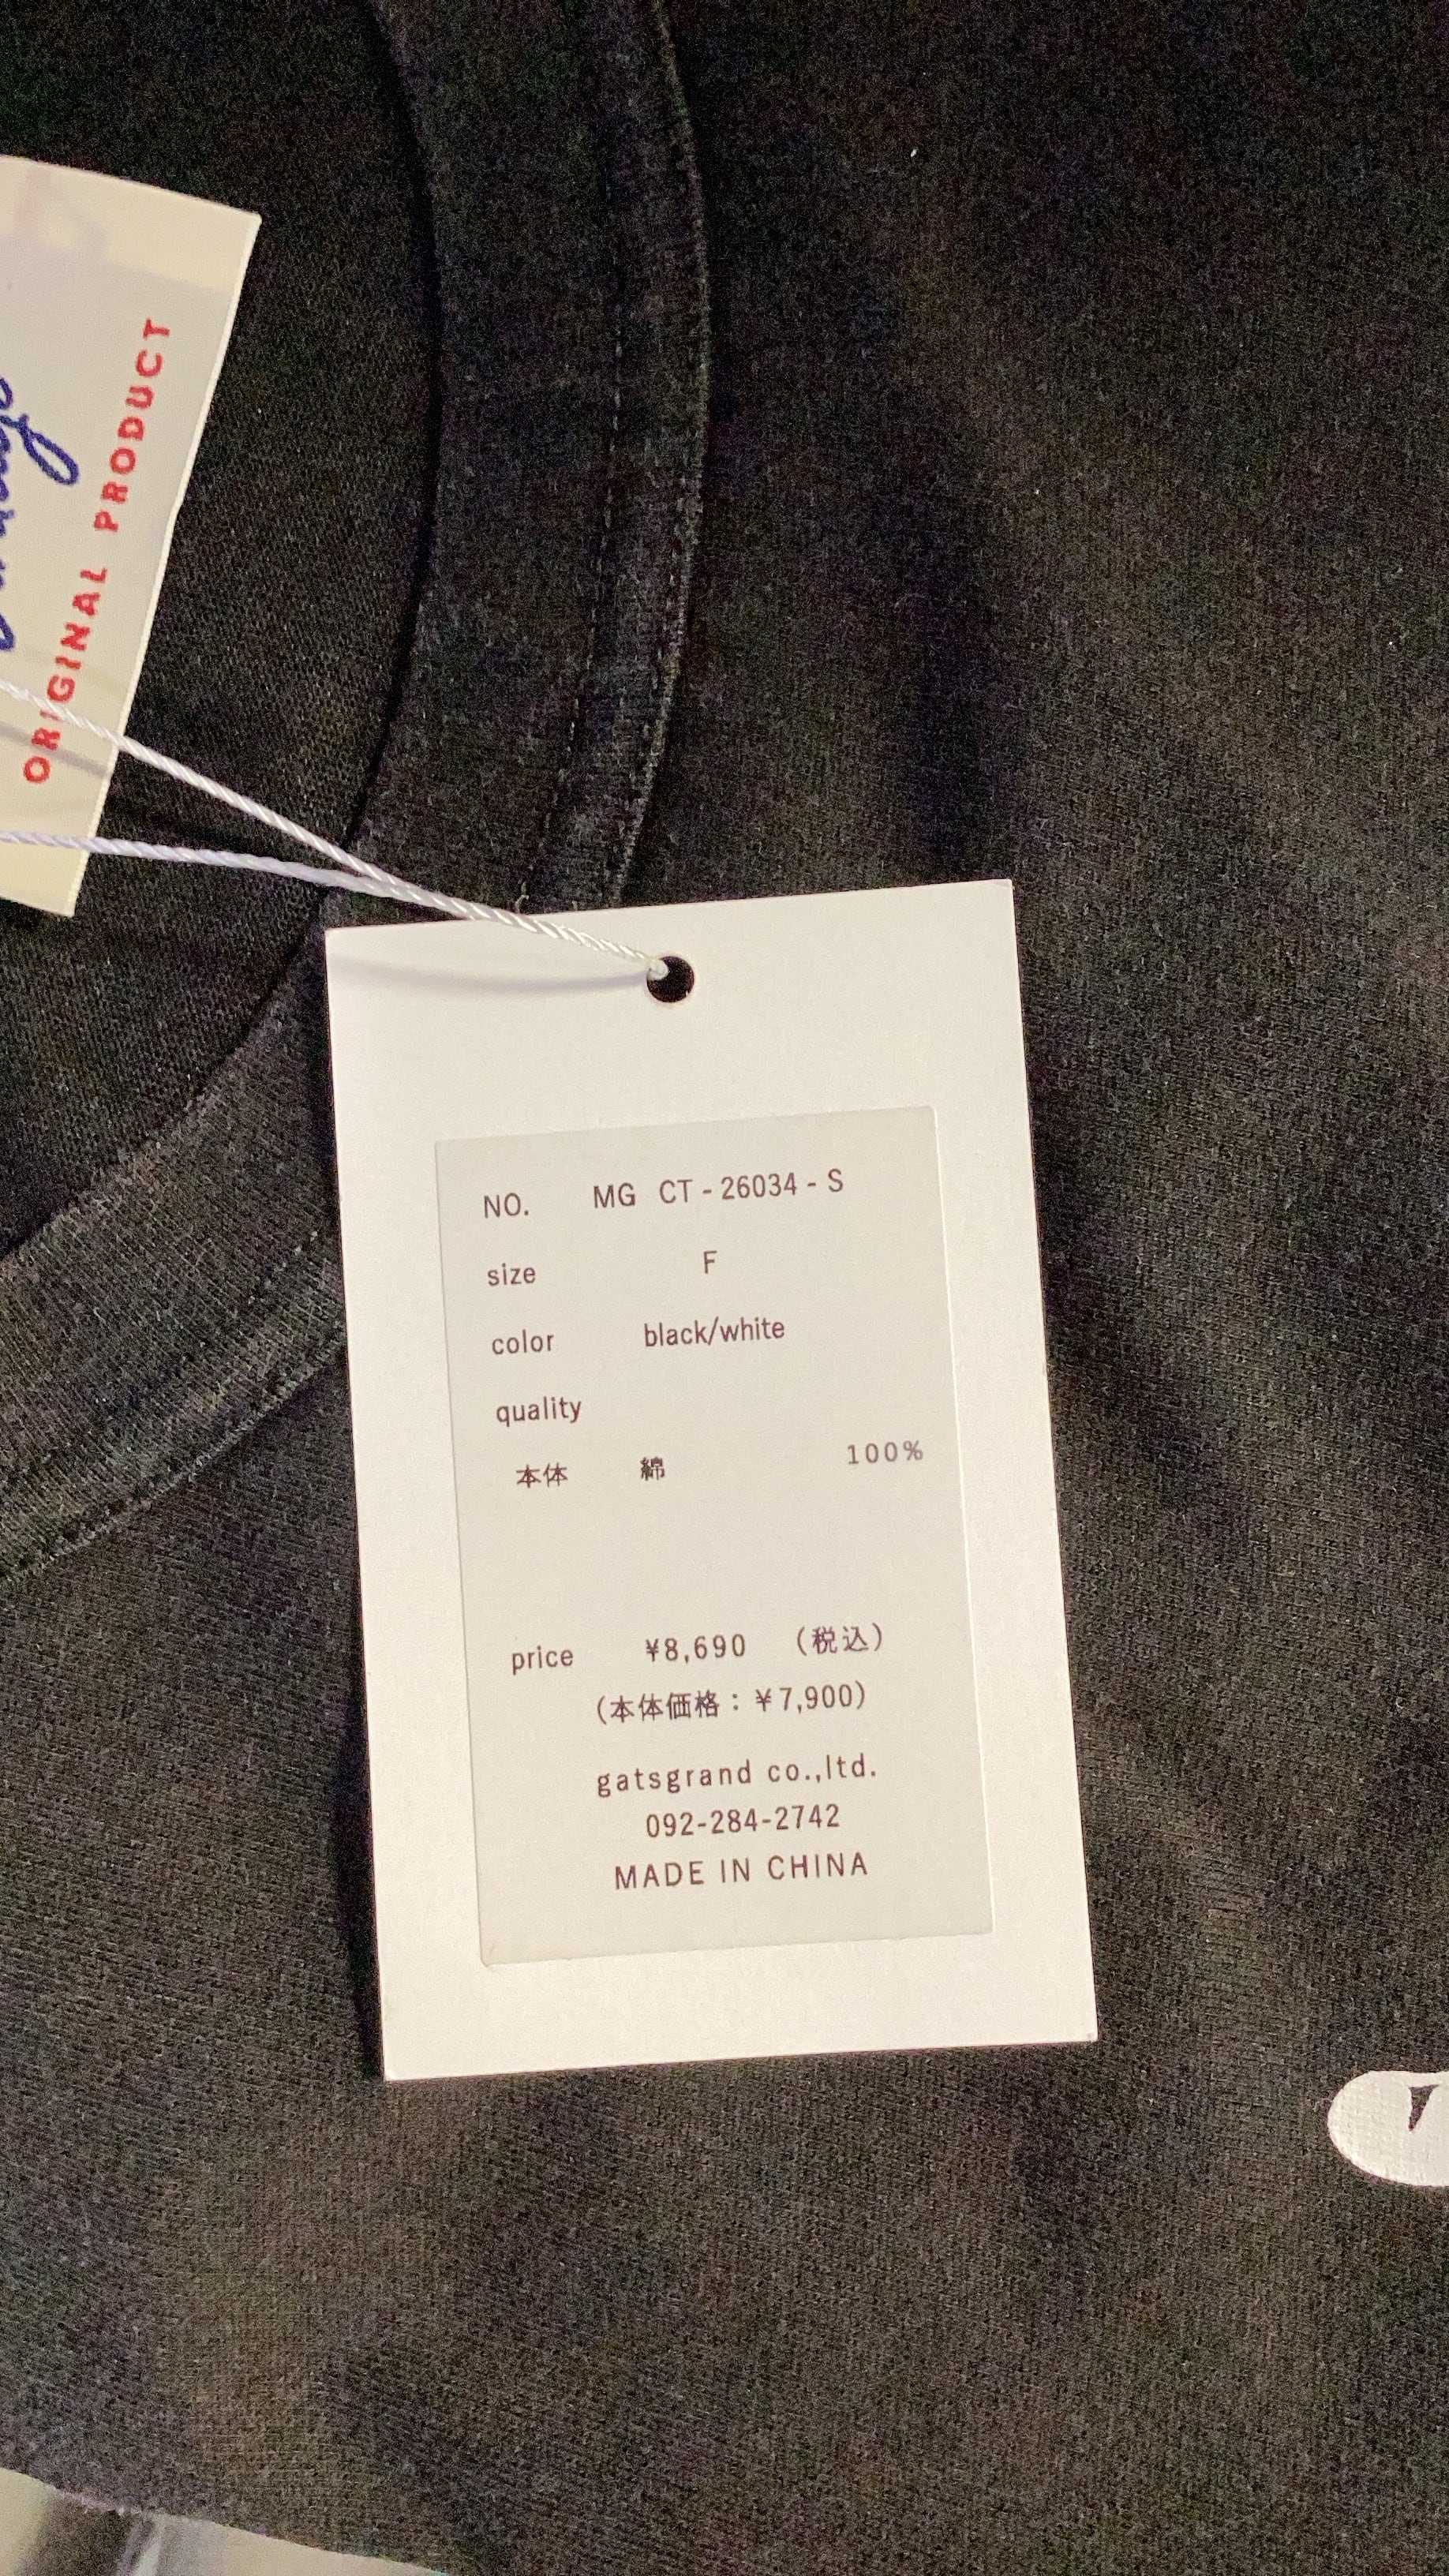 ORIGINAL PRODUCT
NO. MG CT-26034-S
size F
color black/white
quality
本体 綿 100%
price ¥8,690 (税込)
(本体価格：¥7,900)
gatsgrand co.,ltd.
092-284-2742
MADE IN CHINA